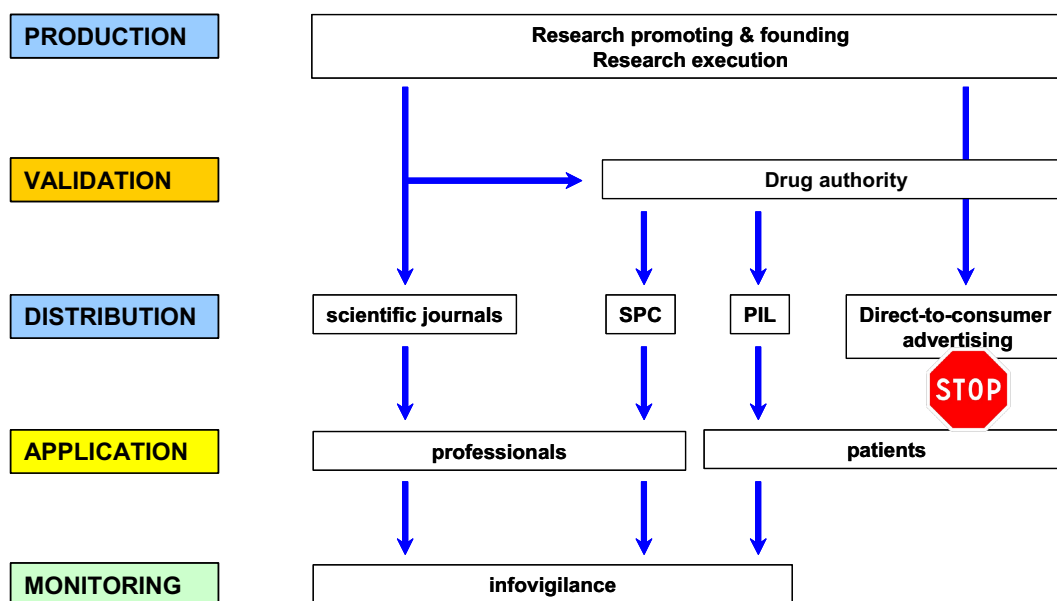 PRODUCTION
Research promoting & founding
Research execution
VALIDATION
Drug authority
DISTRIBUTION
scientific journals
SPC
PIL
Direct-to-consumer
advertising
STOP
APPLICATION
professionals
patients
MONITORING
infovigilance